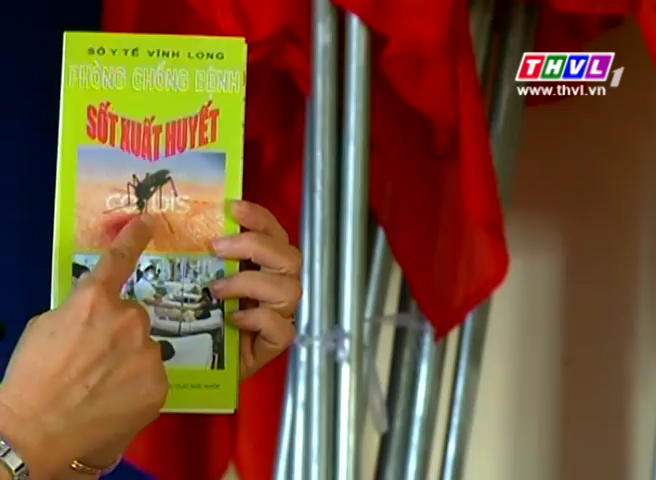 SỞ Y TẾ VĨNH LONG
PHÒNG CHỐNG BỆNH
SỐT XUẤT HUYẾT
THVL1
www.thvl.vn